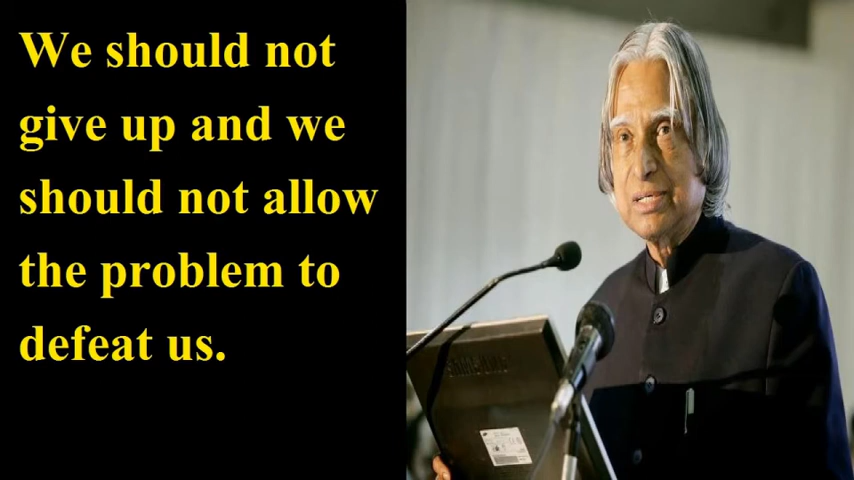 We should not
give up and we
should not allow
the problem to
defeat us.